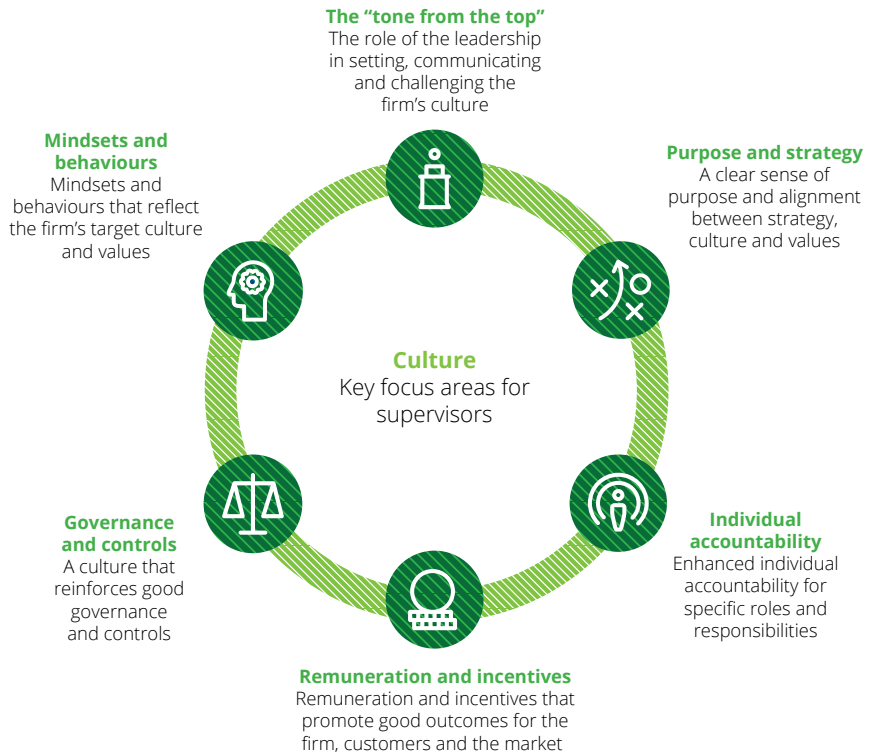 The “tone from the top”
The role of the leadership
in setting, communicating
and challenging the
firm’s culture
Purpose and strategy
A clear sense of
purpose and alignment
between strategy,
culture and values
Individual
accountability
Enhanced individual
accountability for
specific roles and
responsibilities
Remuneration and incentives
Remuneration and incentives that
promote good outcomes for the
firm, customers and the market
Governance
and controls
A culture that
reinforces good
governance
and controls
Mindsets and
behaviours
Mindsets and
behaviours that reflect
the firm’s target culture
and values
Culture
Key focus areas for
supervisors